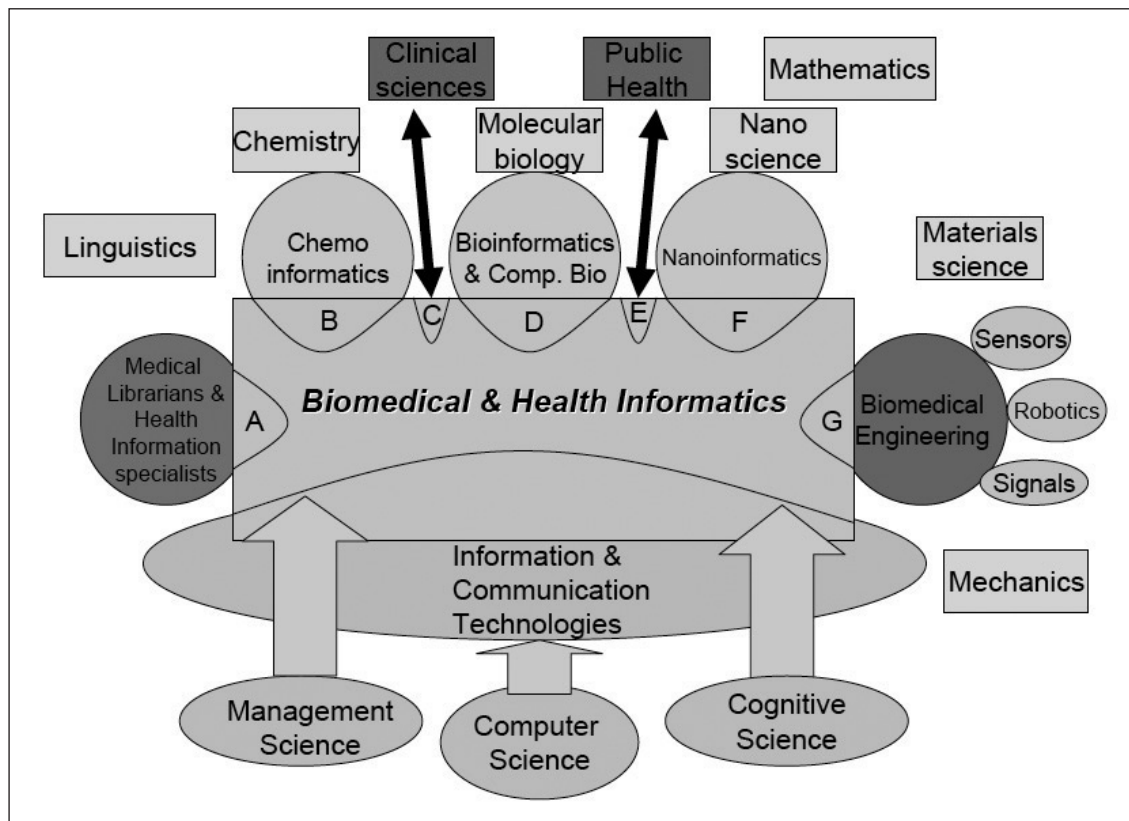 Clinical
sciences
Public
Health
Mathematics
Chemistry
Molecular
biology
Nano
science
Linguistics
Chemo
informatics
Bioinformatics
& Comp. Bio
Nanoinformatics
Materials
science
B
C
D
E
F
Sensors
Medical
Librarians &
Health
Information
specialists
A
Biomedical & Health Informatics
G
Biomedical
Engineering
Robotics
Signals
Information &
Communication
Technologies
Mechanics
Management
Science
Computer
Science
Cognitive
Science